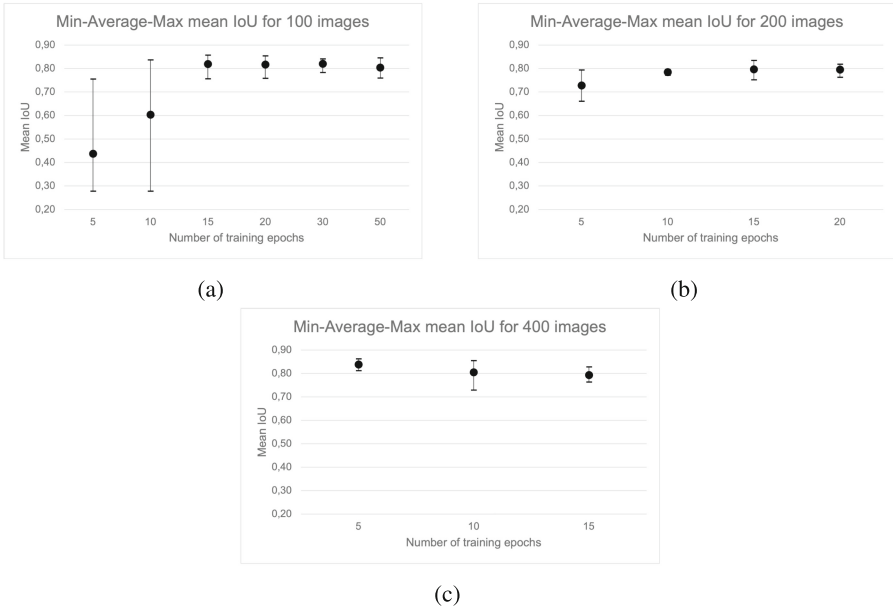 Min-Average-Max mean IoU for 100 images
0,90
0,80
0,70
0,60
0,50
0,40
0,30
0,20
Mean IoU
5 10 15 20 30 50
Number of training epochs
(a)
Min-Average-Max mean IoU for 200 images
0,90
0,80
0,70
0,60
0,50
0,40
0,30
0,20
Mean IoU
5 10 15 20
Number of training epochs
(b)
Min-Average-Max mean IoU for 400 images
0,90
0,80
0,70
0,60
0,50
0,40
0,30
0,20
Mean IoU
5 10 15
Number of training epochs
(c)